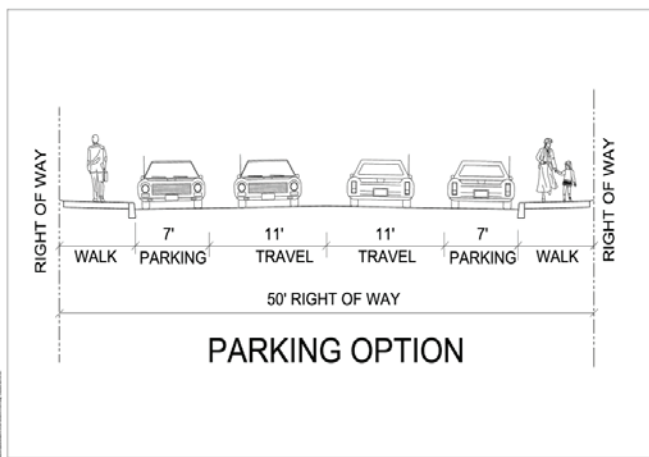 RIGHT OF WAY
RIGHT OF WAY
7' 11' 11' 7'
WALK PARKING TRAVEL TRAVEL PARKING WALK
50' RIGHT OF WAY
PARKING OPTION